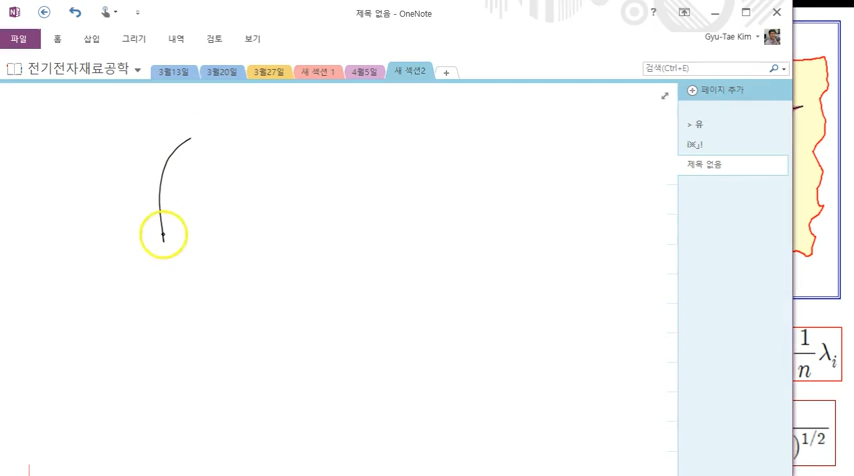 제목 없음 - OneNote
?
파일 홈 삽입 그리기 내역 검토 보기
Gyu-Tae Kim
전기전자재료공학 3월13일 3월20일 3월27일 새 섹션 1 4월5일 새 섹션2 +
검색(Ctrl+E)
페이지 추가
> 유
제목 없음
1/n λi
)^1/2